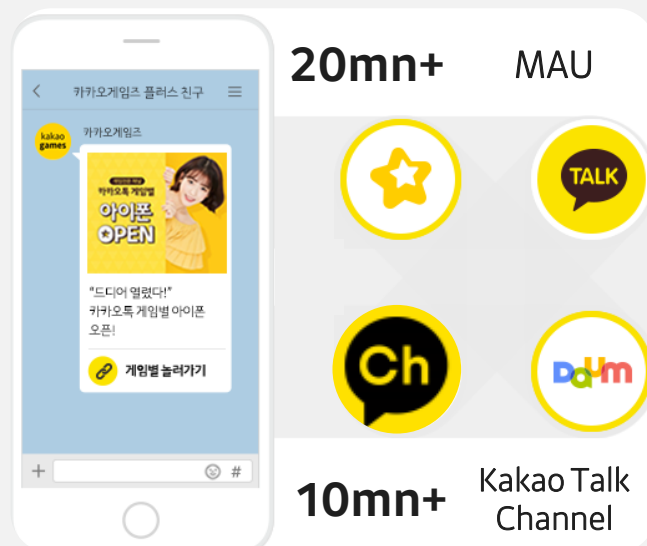 카카오게임즈 플러스 친구
kakao
games
카카오게임즈
카카오톡 게임별
아이폰
OPEN
“드디어 열렸다!”
카카오톡 게임별 아이폰
오픈!
게임별 놀러가기
#
20mn+ MAU
TALK
Ch
Daum
10mn+
Kakao Talk
Channel